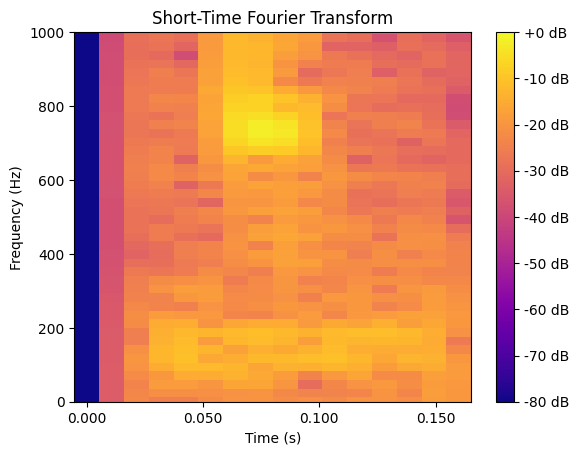 Short-Time Fourier Transform
1000
800
600
400
200
0
Frequency (Hz)
0.000
0.050
0.100
0.150
Time (s)
+0 dB
-10 dB
-20 dB
-30 dB
-40 dB
-50 dB
-60 dB
-70 dB
-80 dB